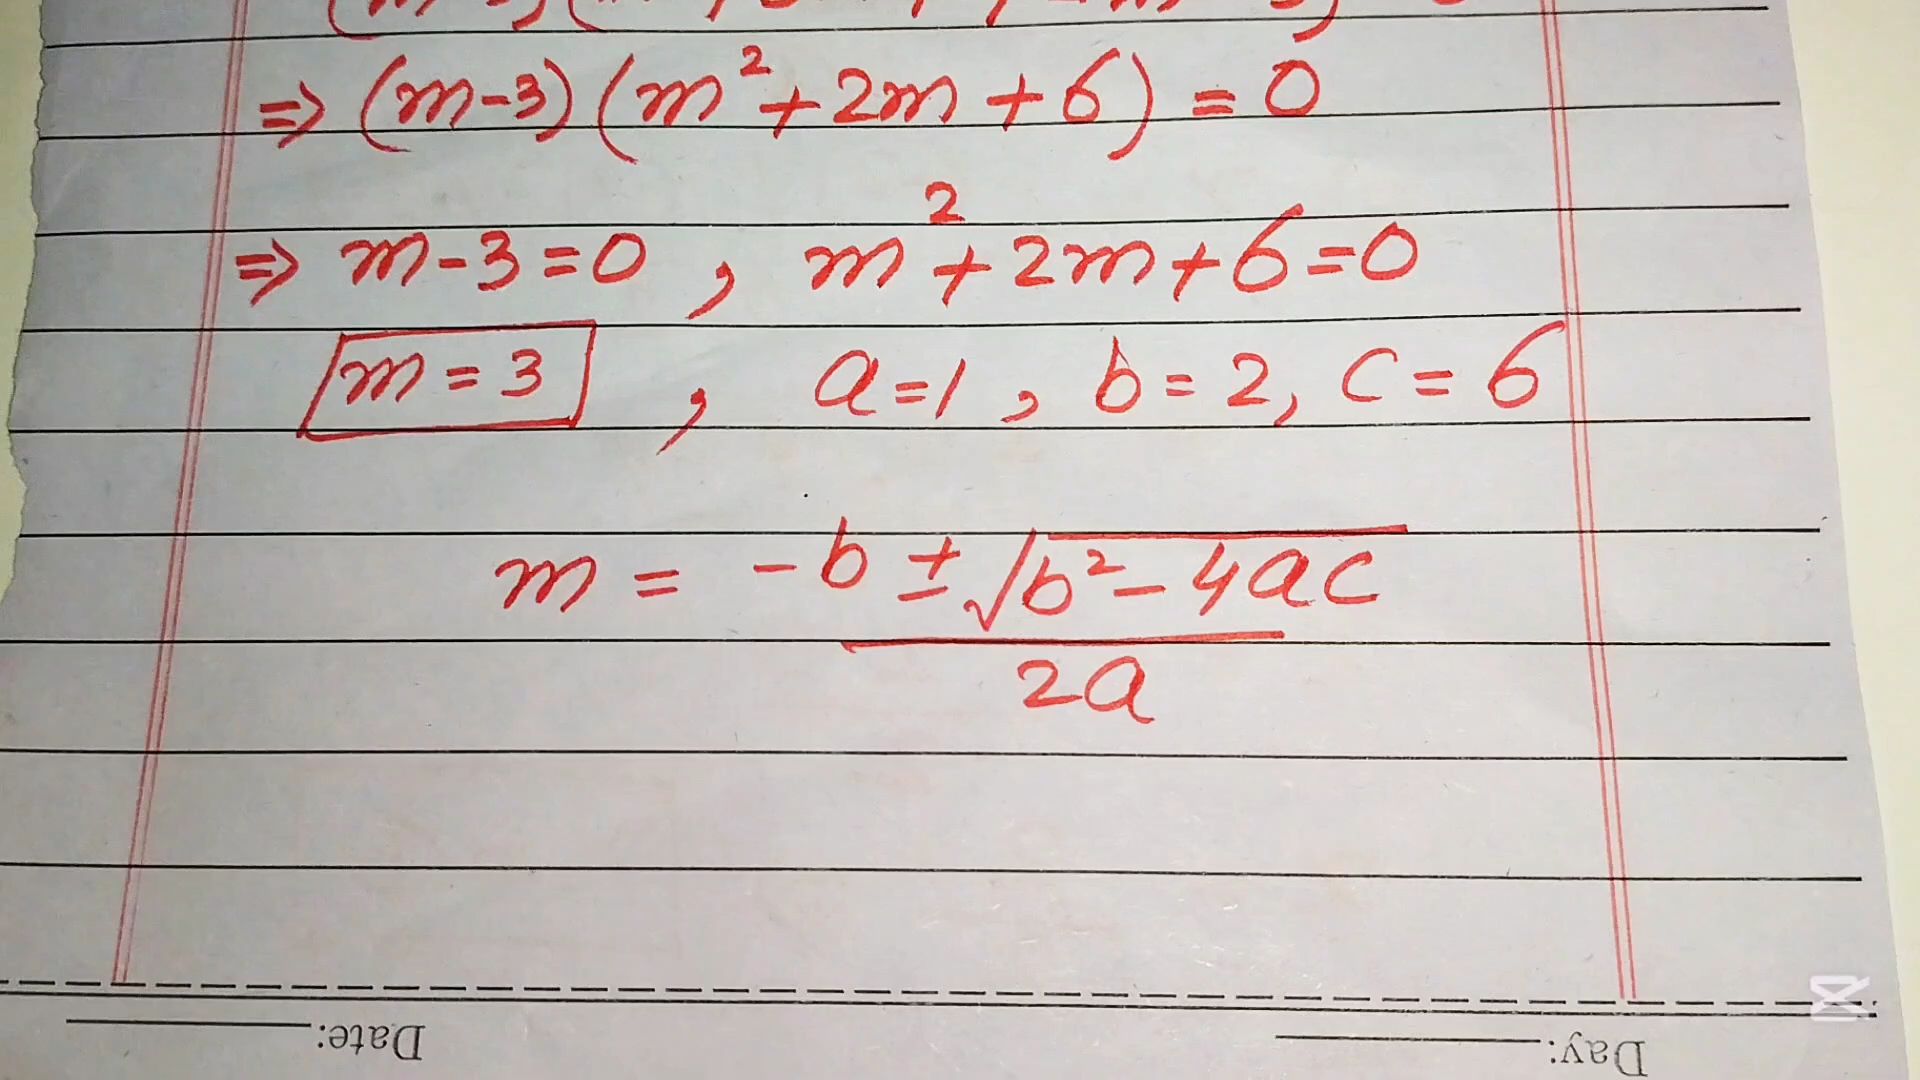 ⇒ (m-3)(m²+2m+6)=0
⇒ m-3=0 , m²+2m+6=0
m=3 , a=1, b=2, c=6
m = -b ± √b²-4ac
2a
Date:
Day: